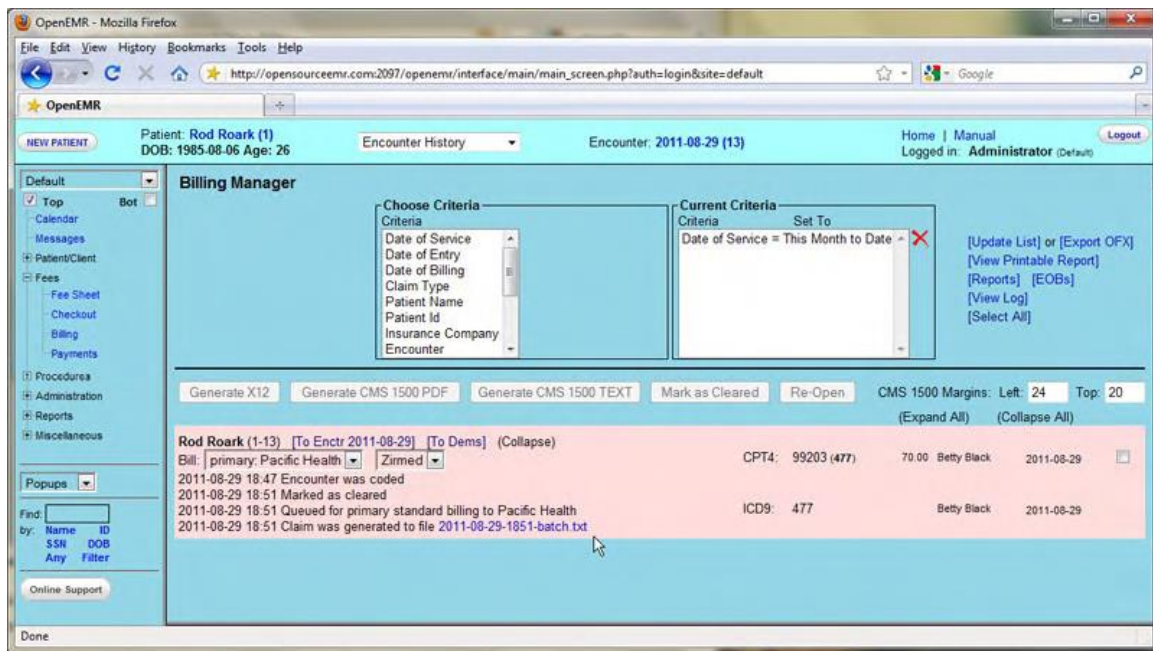 OpenEMR - Mozilla Firefox
File Edit View History Bookmarks Tools Help
http://opensourceemr.com:2097/openemr/interface/main/main_screen.php?auth=login&site=default
Google
OpenEMR
NEW PATIENT
Patient: Rod Roark (1)
DOB: 1985-08-06 Age: 26
Encounter History
Encounter: 2011-08-29 (13)
Home | Manual
Logged in: Administrator (Default)
Logout
Default
Top Bot
Calendar
Messages
Patient/Client
Fees
Fee Sheet
Checkout
Billing
Payments
Procedures
Administration
Reports
Miscellaneous
Popups
Find:
by: Name ID
SSN DOB
Any Filter
Online Support
Billing Manager
Choose Criteria
Criteria
Date of Service
Date of Entry
Date of Billing
Claim Type
Patient Name
Patient Id
Insurance Company
Encounter
Current Criteria
Criteria Set To
Date of Service = This Month to Date
[Update List] or [Export OFX]
[View Printable Report]
[Reports] [EOBs]
[View Log]
[Select All]
Generate X12 Generate CMS 1500 PDF Generate CMS 1500 TEXT Mark as Cleared Re-Open CMS 1500 Margins: Left: 24 Top: 20
(Expand All) (Collapse All)
Rod Roark (1-13) [To Enctr 2011-08-29] [To Dems] (Collapse)
Bill: primary: Pacific Health Zirmed CPT4: 99203 (477) 70.00 Betty Black 2011-08-29
2011-08-29 18:47 Encounter was coded
2011-08-29 18:51 Marked as cleared
2011-08-29 18:51 Queued for primary standard billing to Pacific Health ICD9: 477 Betty Black 2011-08-29
2011-08-29 18:51 Claim was generated to file 2011-08-29-1851-batch.txt
Done